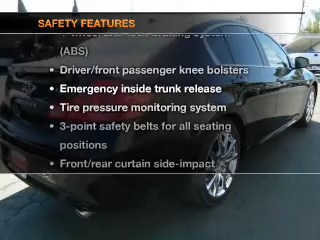 SAFETY FEATURES
(ABS)
• Driver/front passenger knee bolsters
• Emergency inside trunk release
• Tire pressure monitoring system
• 3-point safety belts for all seating
positions
• Front/rear curtain side-impact